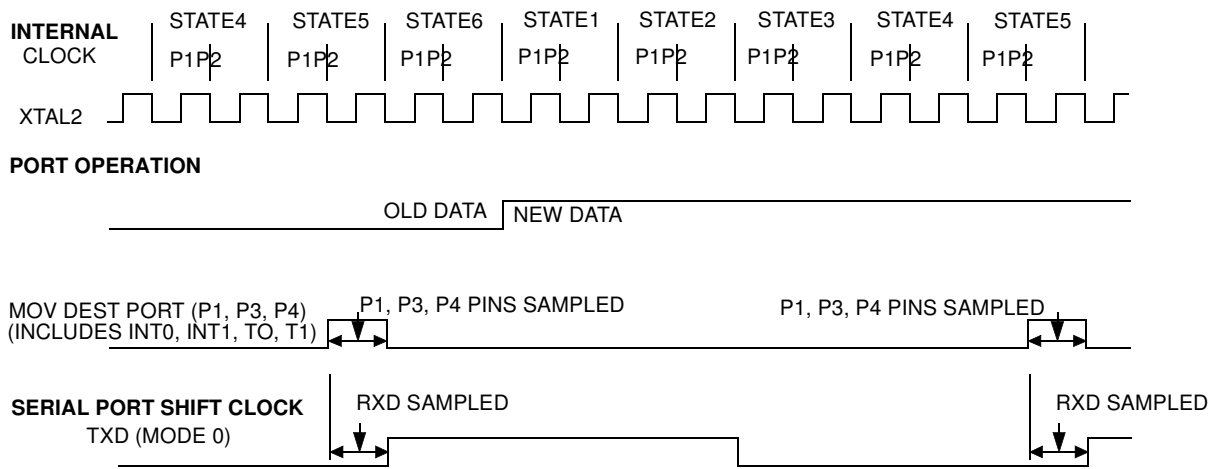 INTERNAL CLOCK
STATE4 STATE5 STATE6 STATE1 STATE2 STATE3 STATE4 STATE5
P1P2 P1P2 P1P2 P1P2 P1P2 P1P2 P1P2 P1P2
XTAL2
PORT OPERATION
OLD DATA NEW DATA
MOV DEST PORT (P1, P3, P4)
(INCLUDES INT0, INT1, TO, T1)
P1, P3, P4 PINS SAMPLED P1, P3, P4 PINS SAMPLED
SERIAL PORT SHIFT CLOCK
TXD (MODE 0)
RXD SAMPLED RXD SAMPLED